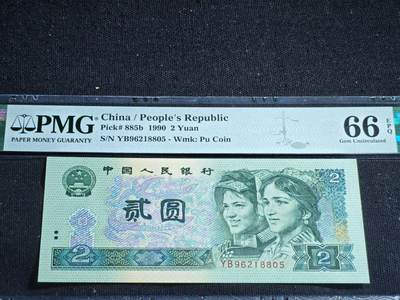 PMG
PAPER MONEY GUARANTY
China / People's Republic
Pick# 885b 1990 2 Yuan
S/N YB96218805 - Wmk: Pu Coin
66 EPQ
Gem Uncirculated
中国人民银行
2
贰圆
2
YB96218805